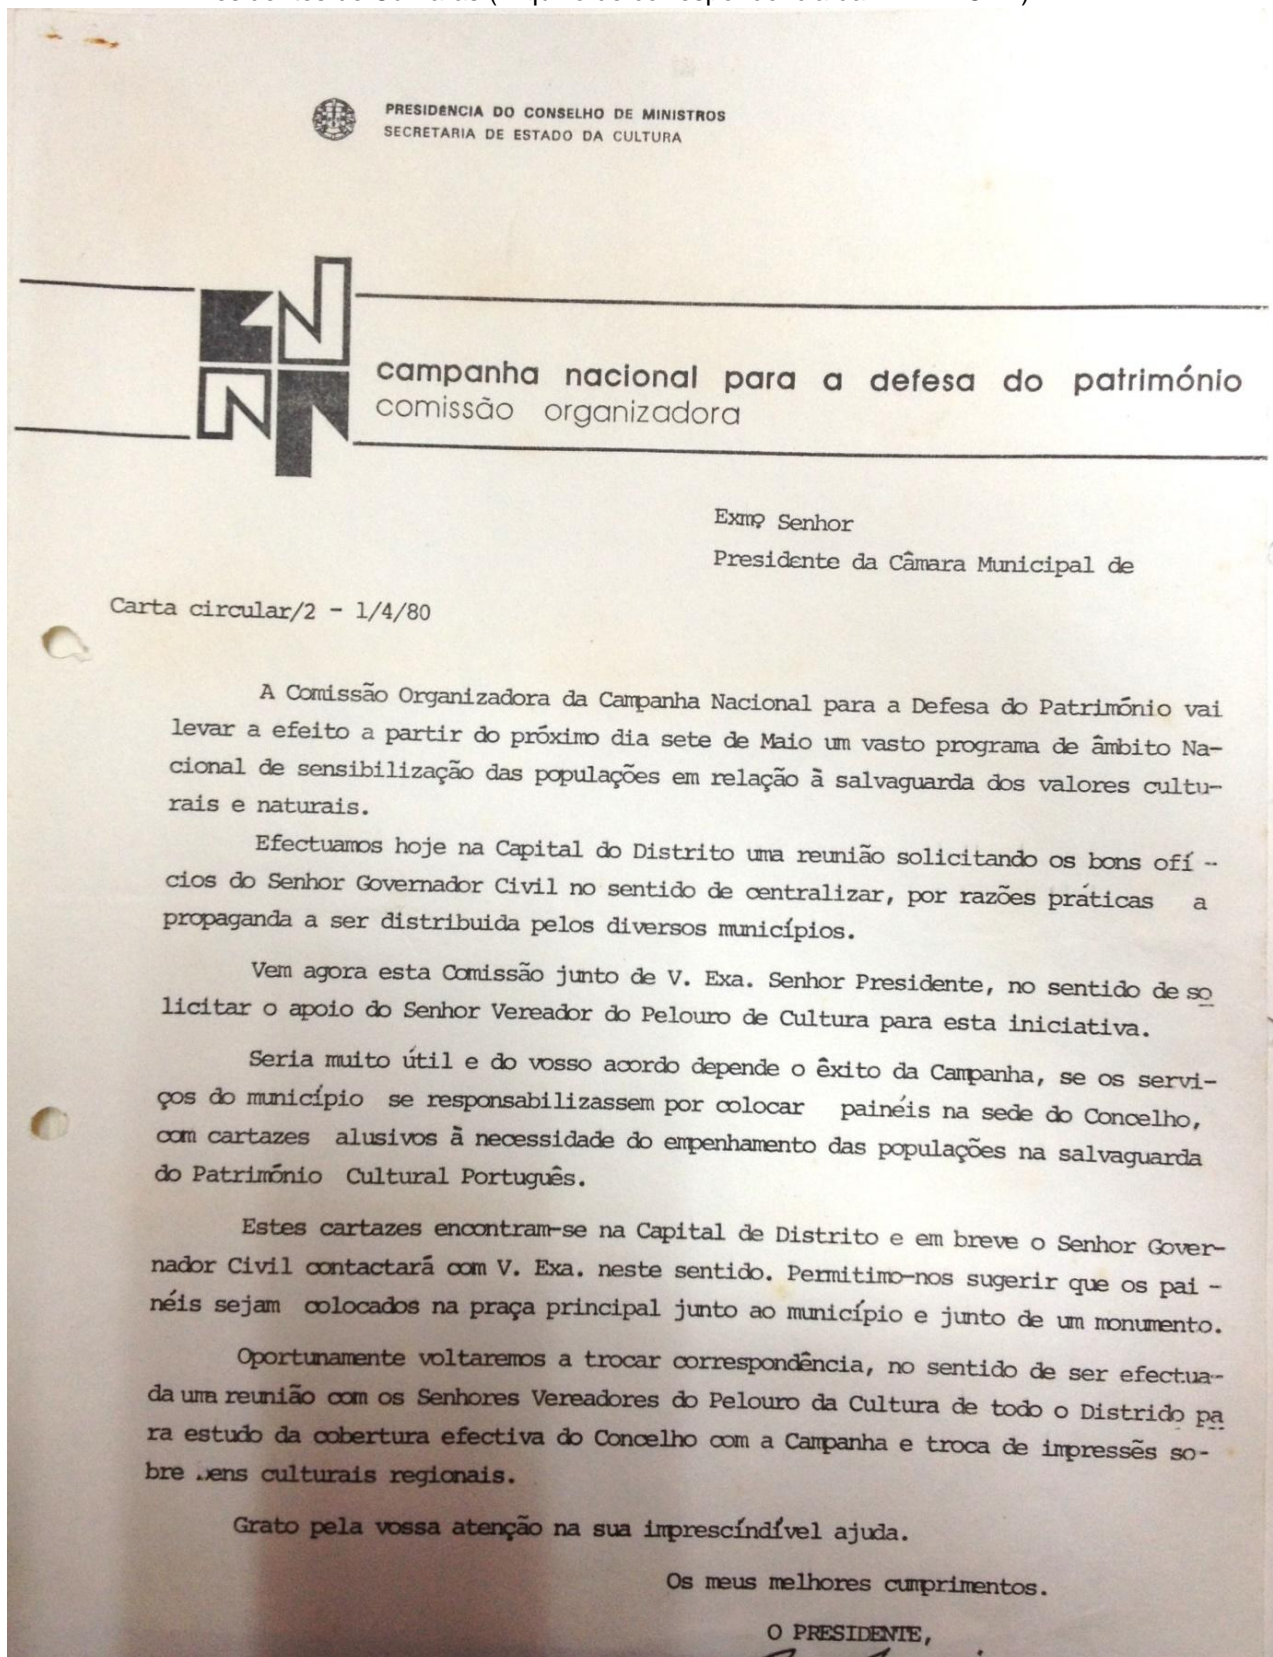 PRESIDÊNCIA DO CONSELHO DE MINISTROS
SECRETARIA DE ESTADO DA CULTURA
campanha nacional para a defesa do património
comissão organizadora
Exmº Senhor
Presidente da Câmara Municipal de
Carta circular/2 - 1/4/80
A Comissão Organizadora da Campanha Nacional para a Defesa do Património vai
levar a efeito a partir do próximo dia sete de Maio um vasto programa de âmbito Na-
cional de sensibilização das populações em relação à salvaguarda dos valores cultu-
rais e naturais.
Efectuamos hoje na Capital do Distrito uma reunião solicitando os bons ofí -
cios do Senhor Governador Civil no sentido de centralizar, por razões práticas a
propaganda a ser distribuida pelos diversos municípios.
Vem agora esta Comissão junto de V. Exa. Senhor Presidente, no sentido de so
licitar o apoio do Senhor Vereador do Pelouro de Cultura para esta iniciativa.
Seria muito útil e do vosso acordo depende o êxito da Campanha, se os servi-
ços do município se responsabilizassem por colocar painéis na sede do Concelho,
com cartazes alusivos à necessidade do empenhamento das populações na salvaguarda
do Património Cultural Português.
Estes cartazes encontram-se na Capital de Distrito e em breve o Senhor Gover-
nador Civil contactará com V. Exa. neste sentido. Permitimo-nos sugerir que os pai -
néis sejam colocados na praça principal junto ao município e junto de um monumento.
Oportunamente voltaremos a trocar correspondência, no sentido de ser efectua-
da uma reunião com os Senhores Vereadores do Pelouro da Cultura de todo o Distrido pa
ra estudo da cobertura efectiva do Concelho com a Campanha e troca de impressẽs so-
bre bens culturais regionais.
Grato pela vossa atenção na sua imprescíndível ajuda.
Os meus melhores cumprimentos.
O PRESIDENTE,